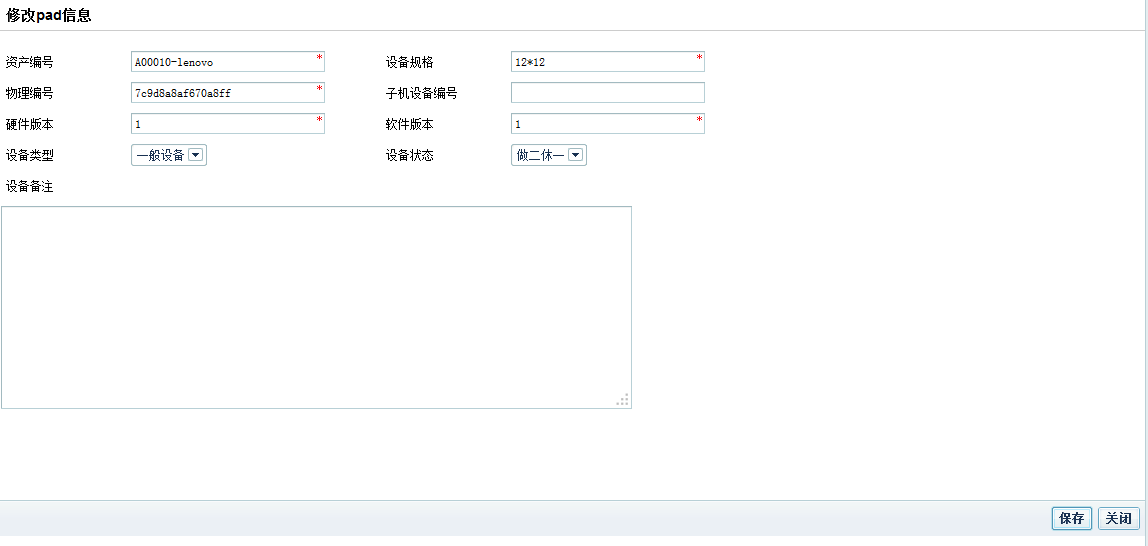 修改pad信息
资产编号 A00010-lenovo * 设备规格 12*12 *
物理编号 7c9d8a8af670a8ff * 子机设备编号
硬件版本 1 * 软件版本 1 *
设备类型 一般设备 设备状态 做二休一
设备备注
保存 关闭